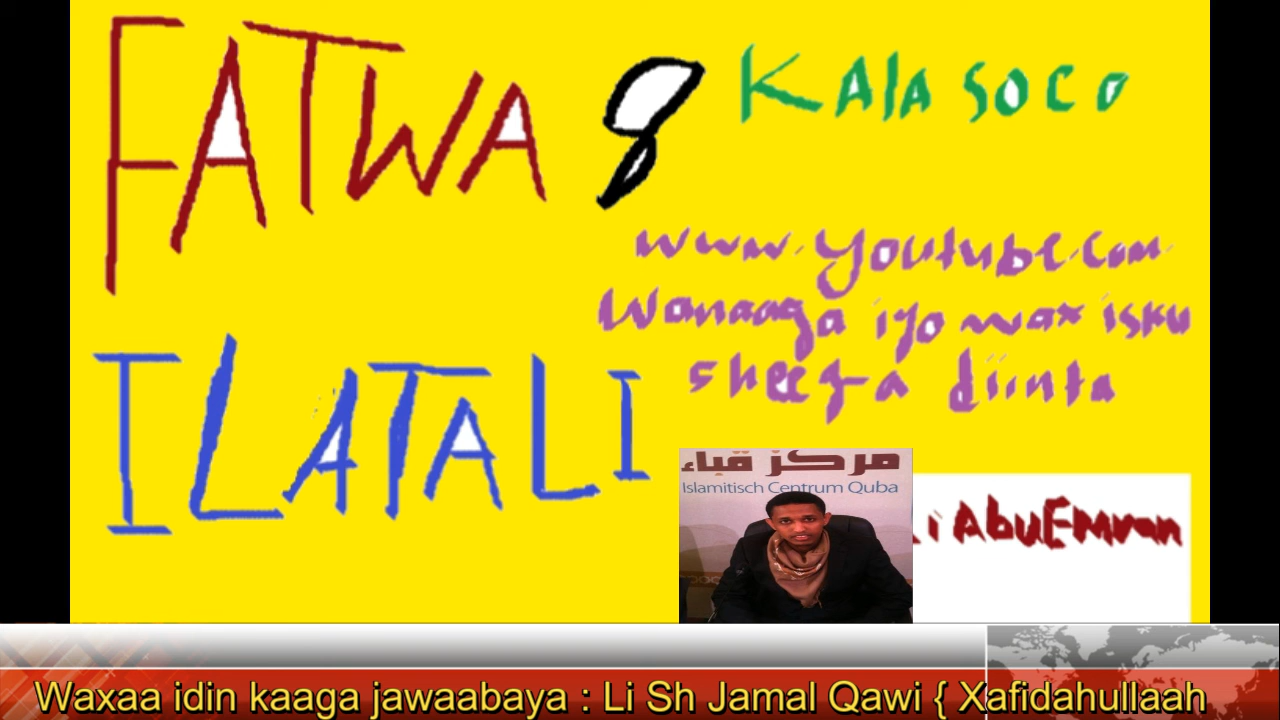 FATWA 8 Kala soco
www.youtube.com
Wanaaga iyo wax isku
sheega diinta
ILATALI
مركز قباء
Islamitisch Centrum Quba
Li AbuEmran
Waxaa idin kaaga jawaabaya : Li Sh Jamal Qawi { Xafidahullaah